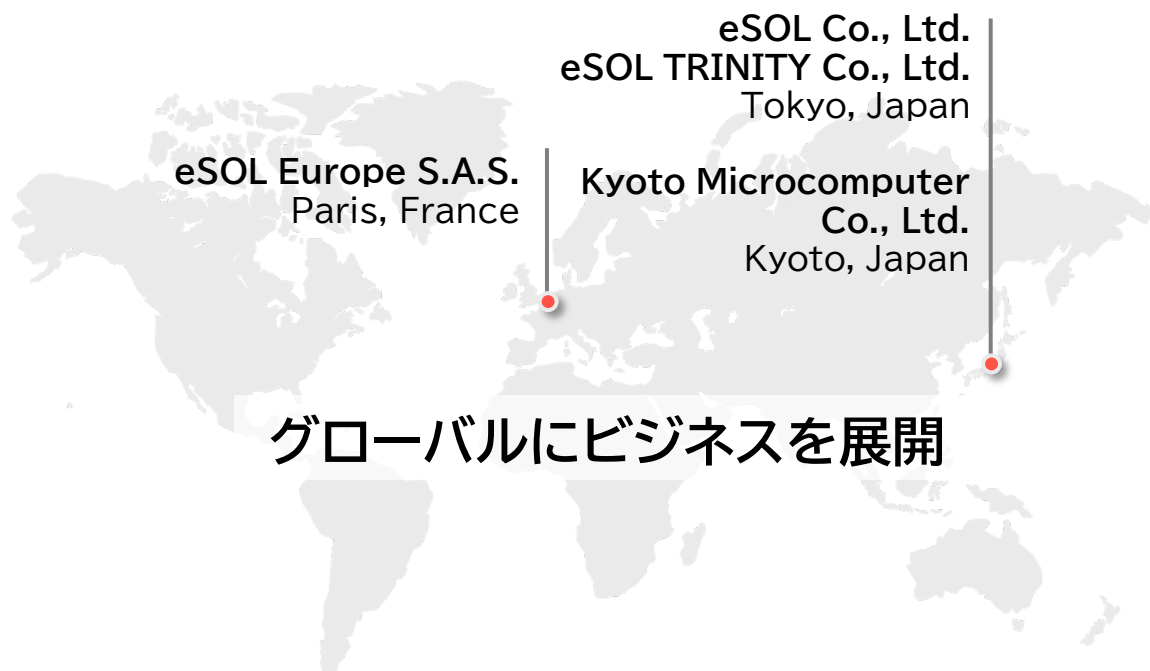 eSOL Co., Ltd.
eSOL TRINITY Co., Ltd.
Tokyo, Japan
eSOL Europe S.A.S.
Paris, France
Kyoto Microcomputer
Co., Ltd.
Kyoto, Japan
グローバルにビジネスを展開